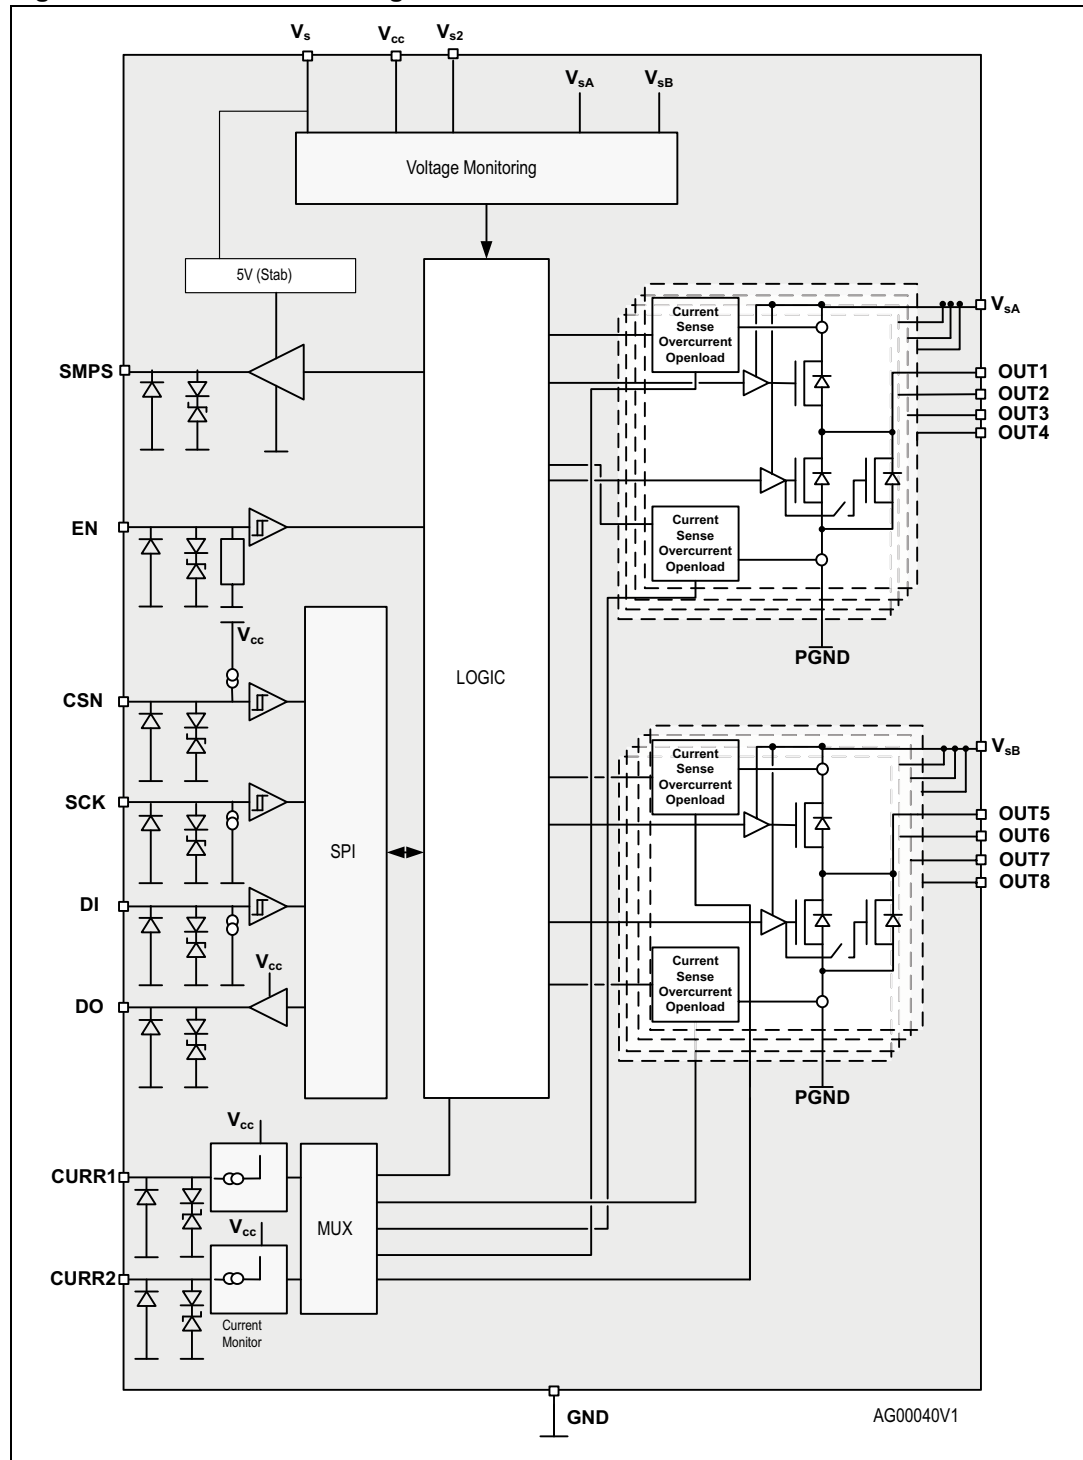 Vs
Vcc
Vs2
VsA
VsB
Voltage Monitoring
5V (Stab)
SMPS
EN
Vcc
CSN
SCK
DI
Vcc
DO
SPI
LOGIC
Current
Sense
Overcurrent
Openload
Current
Sense
Overcurrent
Openload
VsA
OUT1
OUT2
OUT3
OUT4
PGND
Current
Sense
Overcurrent
Openload
Current
Sense
Overcurrent
Openload
VsB
OUT5
OUT6
OUT7
OUT8
PGND
Vcc
CURR1
Vcc
CURR2
MUX
Current
Monitor
GND
AG00040V1